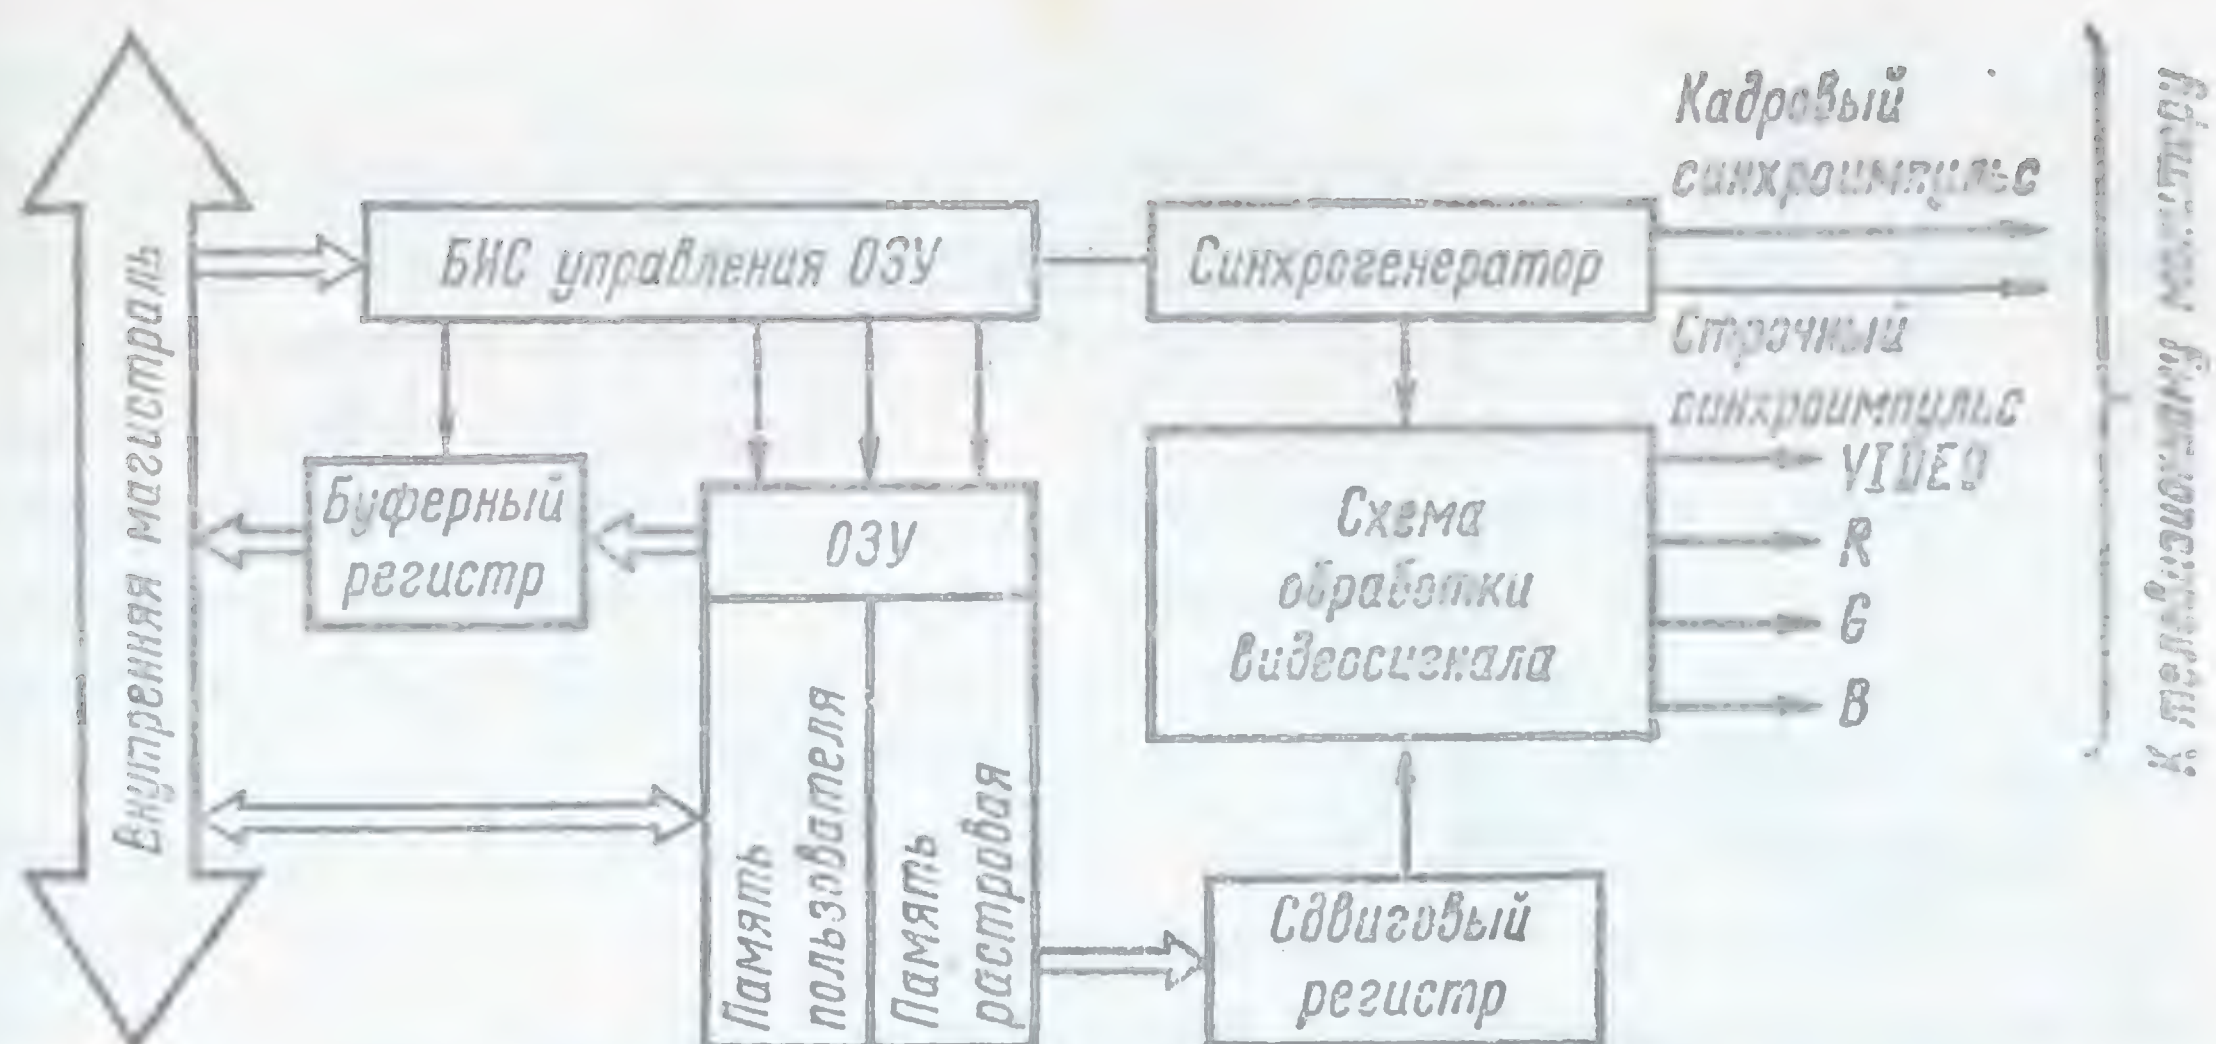 Внутренняя магистраль
БИС управления ОЗУ
Синхрогенератор
Кадровый
синхроимпульс
Строчный
синхроимпульс
Буферный
регистр
ОЗУ
Память
пользователя
Память
растровая
Схема
обработки
видеосигнала
VIDEO
R
G
B
Сдвиговый
регистр
К телевизионному монитору